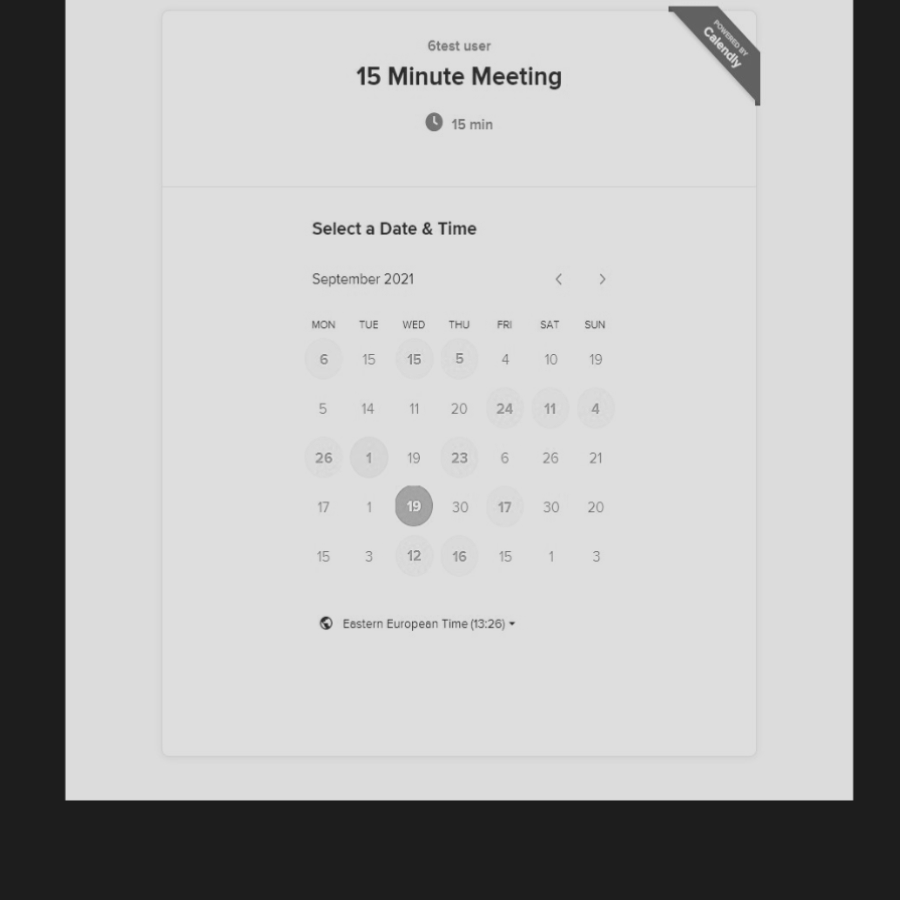 6test user
POWERED BY
Calendly
15 Minute Meeting
15 min
Select a Date & Time
September 2021
MON TUE WED THU FRI SAT SUN
6 15 15 5 4 10 19
5 14 11 20 24 11 4
26 1 19 23 6 26 21
17 1 19 30 17 30 20
15 3 12 16 15 1 3
Eastern European Time (13:26)